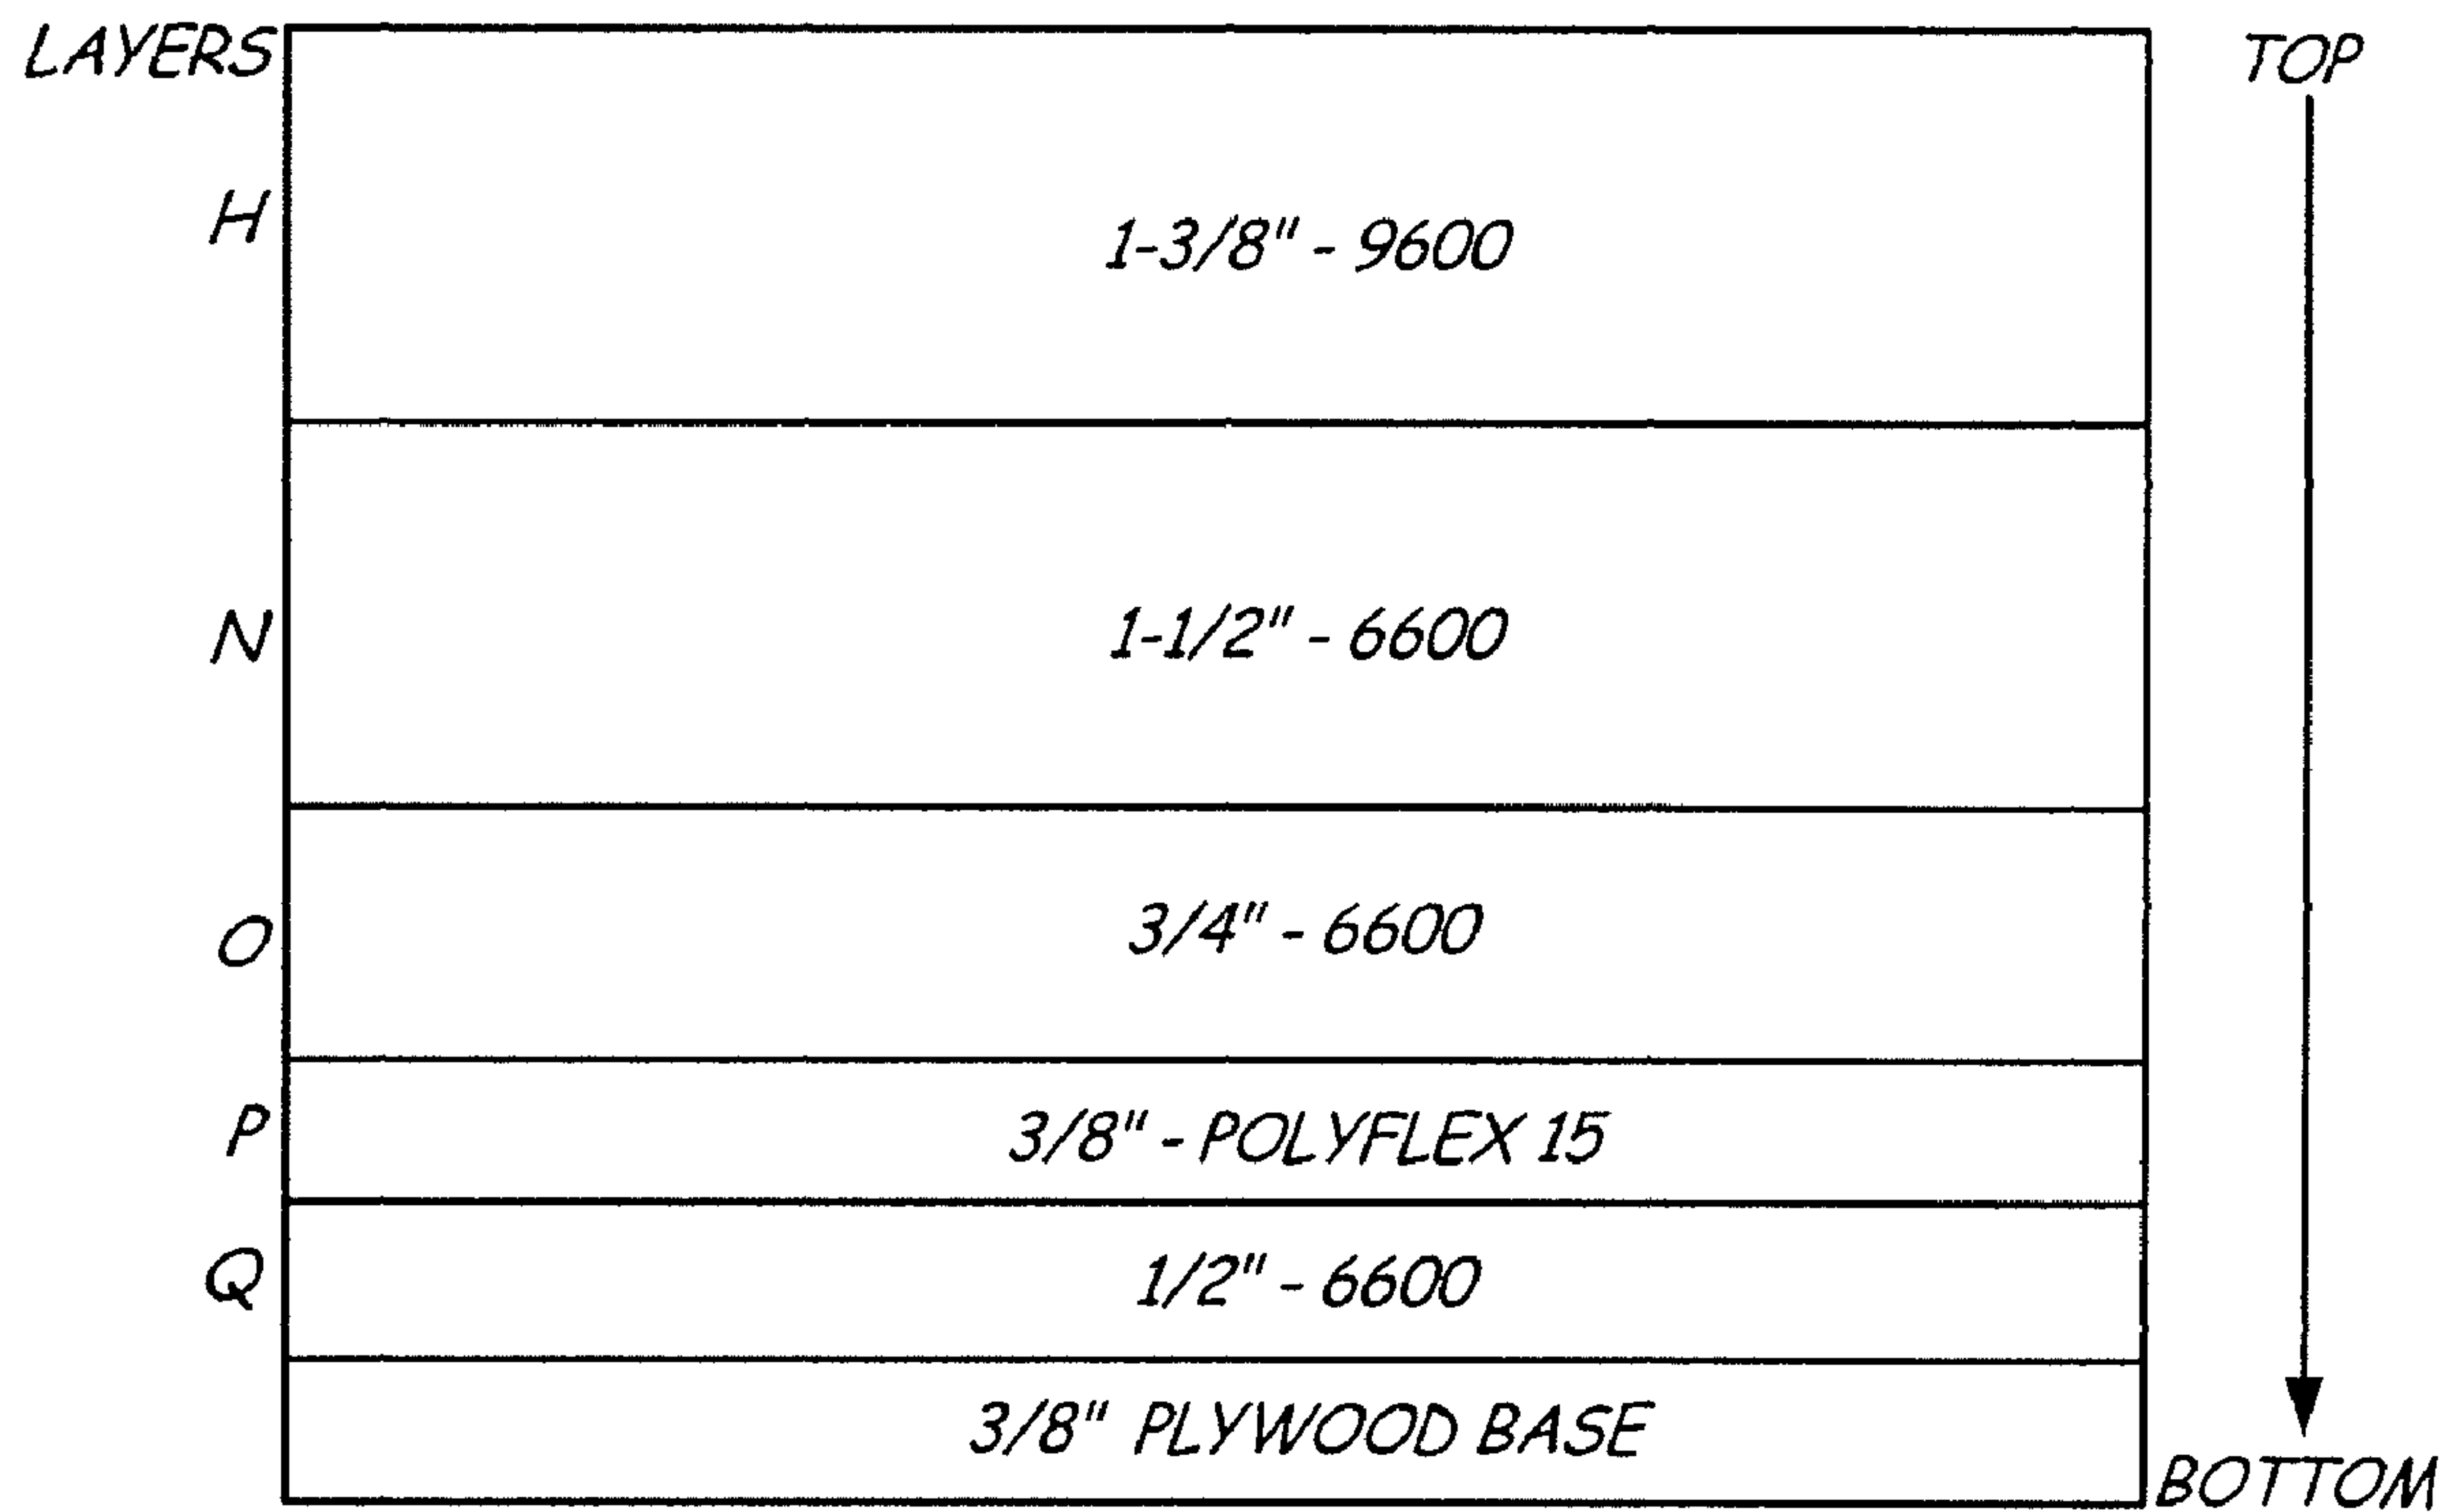 LAYERS
TOP
H
1-3/8" - 9600
N
1-1/2" - 6600
O
3/4" - 6600
P
3/8" - POLYFLEX 15
Q
1/2" - 6600
3/8" PLYWOOD BASE
BOTTOM